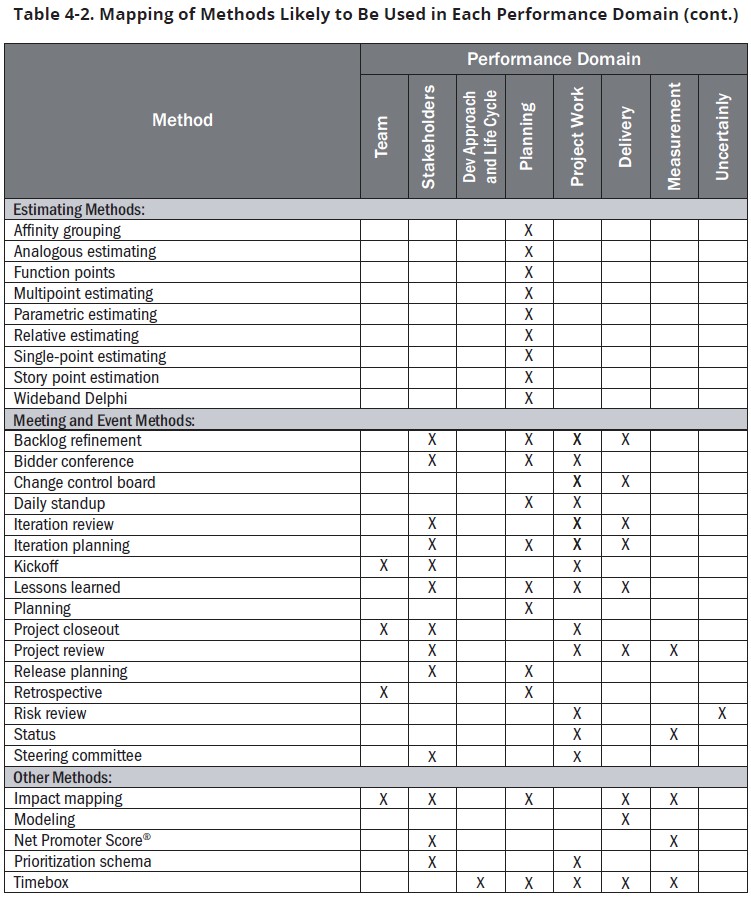 Table 4-2. Mapping of Methods Likely to Be Used in Each Performance Domain (cont.)
Performance Domain
Method
Team
Stakeholders
Dev Approach
and Life Cycle
Planning
Project Work
Delivery
Measurement
Uncertainly
Estimating Methods:
Affinity grouping X
Analogous estimating X
Function points X
Multipoint estimating X
Parametric estimating X
Relative estimating X
Single-point estimating X
Story point estimation X
Wideband Delphi X
Meeting and Event Methods:
Backlog refinement X X X X
Bidder conference X X X
Change control board X X
Daily standup X X
Iteration review X X X
Iteration planning X X X X
Kickoff X X X
Lessons learned X X X X
Planning X
Project closeout X X X
Project review X X X X
Release planning X X
Retrospective X X
Risk review X X
Status X X
Steering committee X X
Other Methods:
Impact mapping X X X X X
Modeling X
Net Promoter Score® X X
Prioritization schema X X
Timebox X X X X X